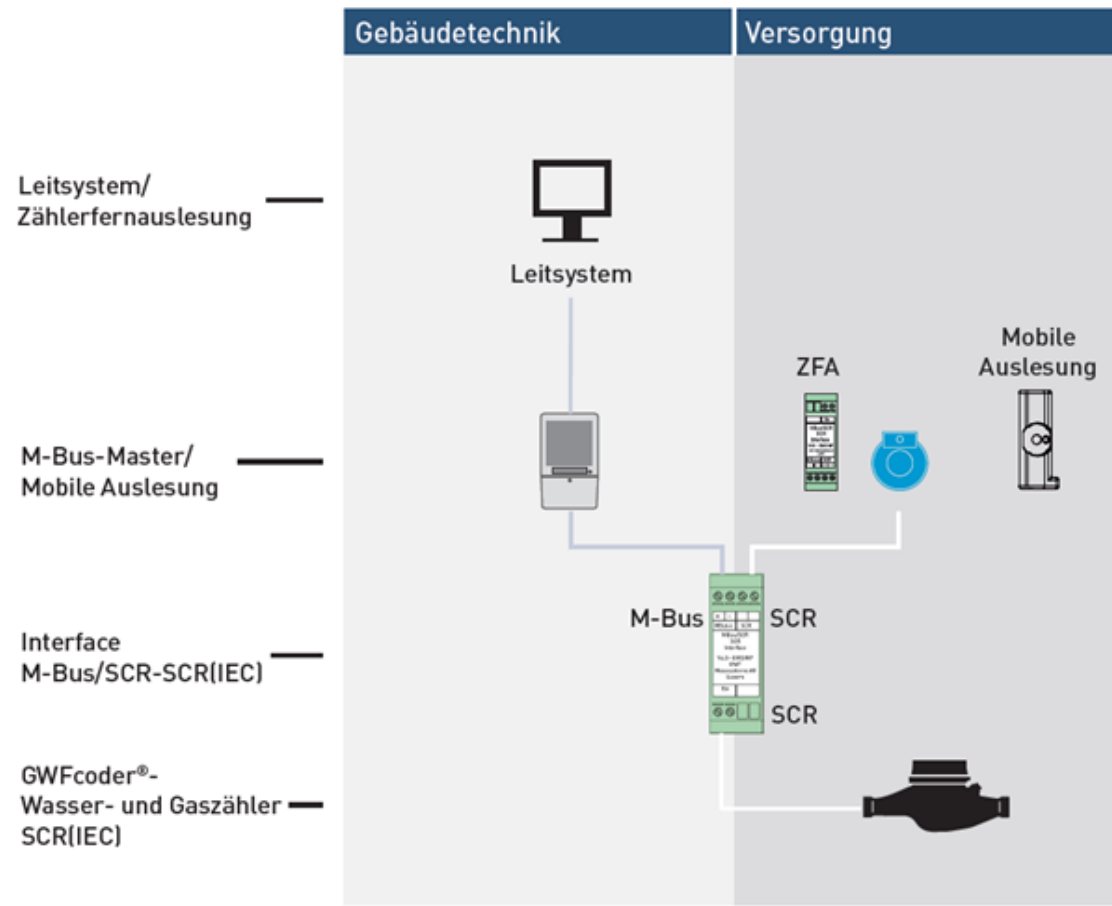 Gebäudetechnik
Versorgung
Leitsystem/
Zählerfernauslesung
Leitsystem
Mobile
Auslesung
ZFA
M-Bus-Master/
Mobile Auslesung
M-Bus
SCR
Interface
M-Bus/SCR-SCR(IEC)
SCR
GWFcoder®-
Wasser- und Gaszähler
SCR(IEC)